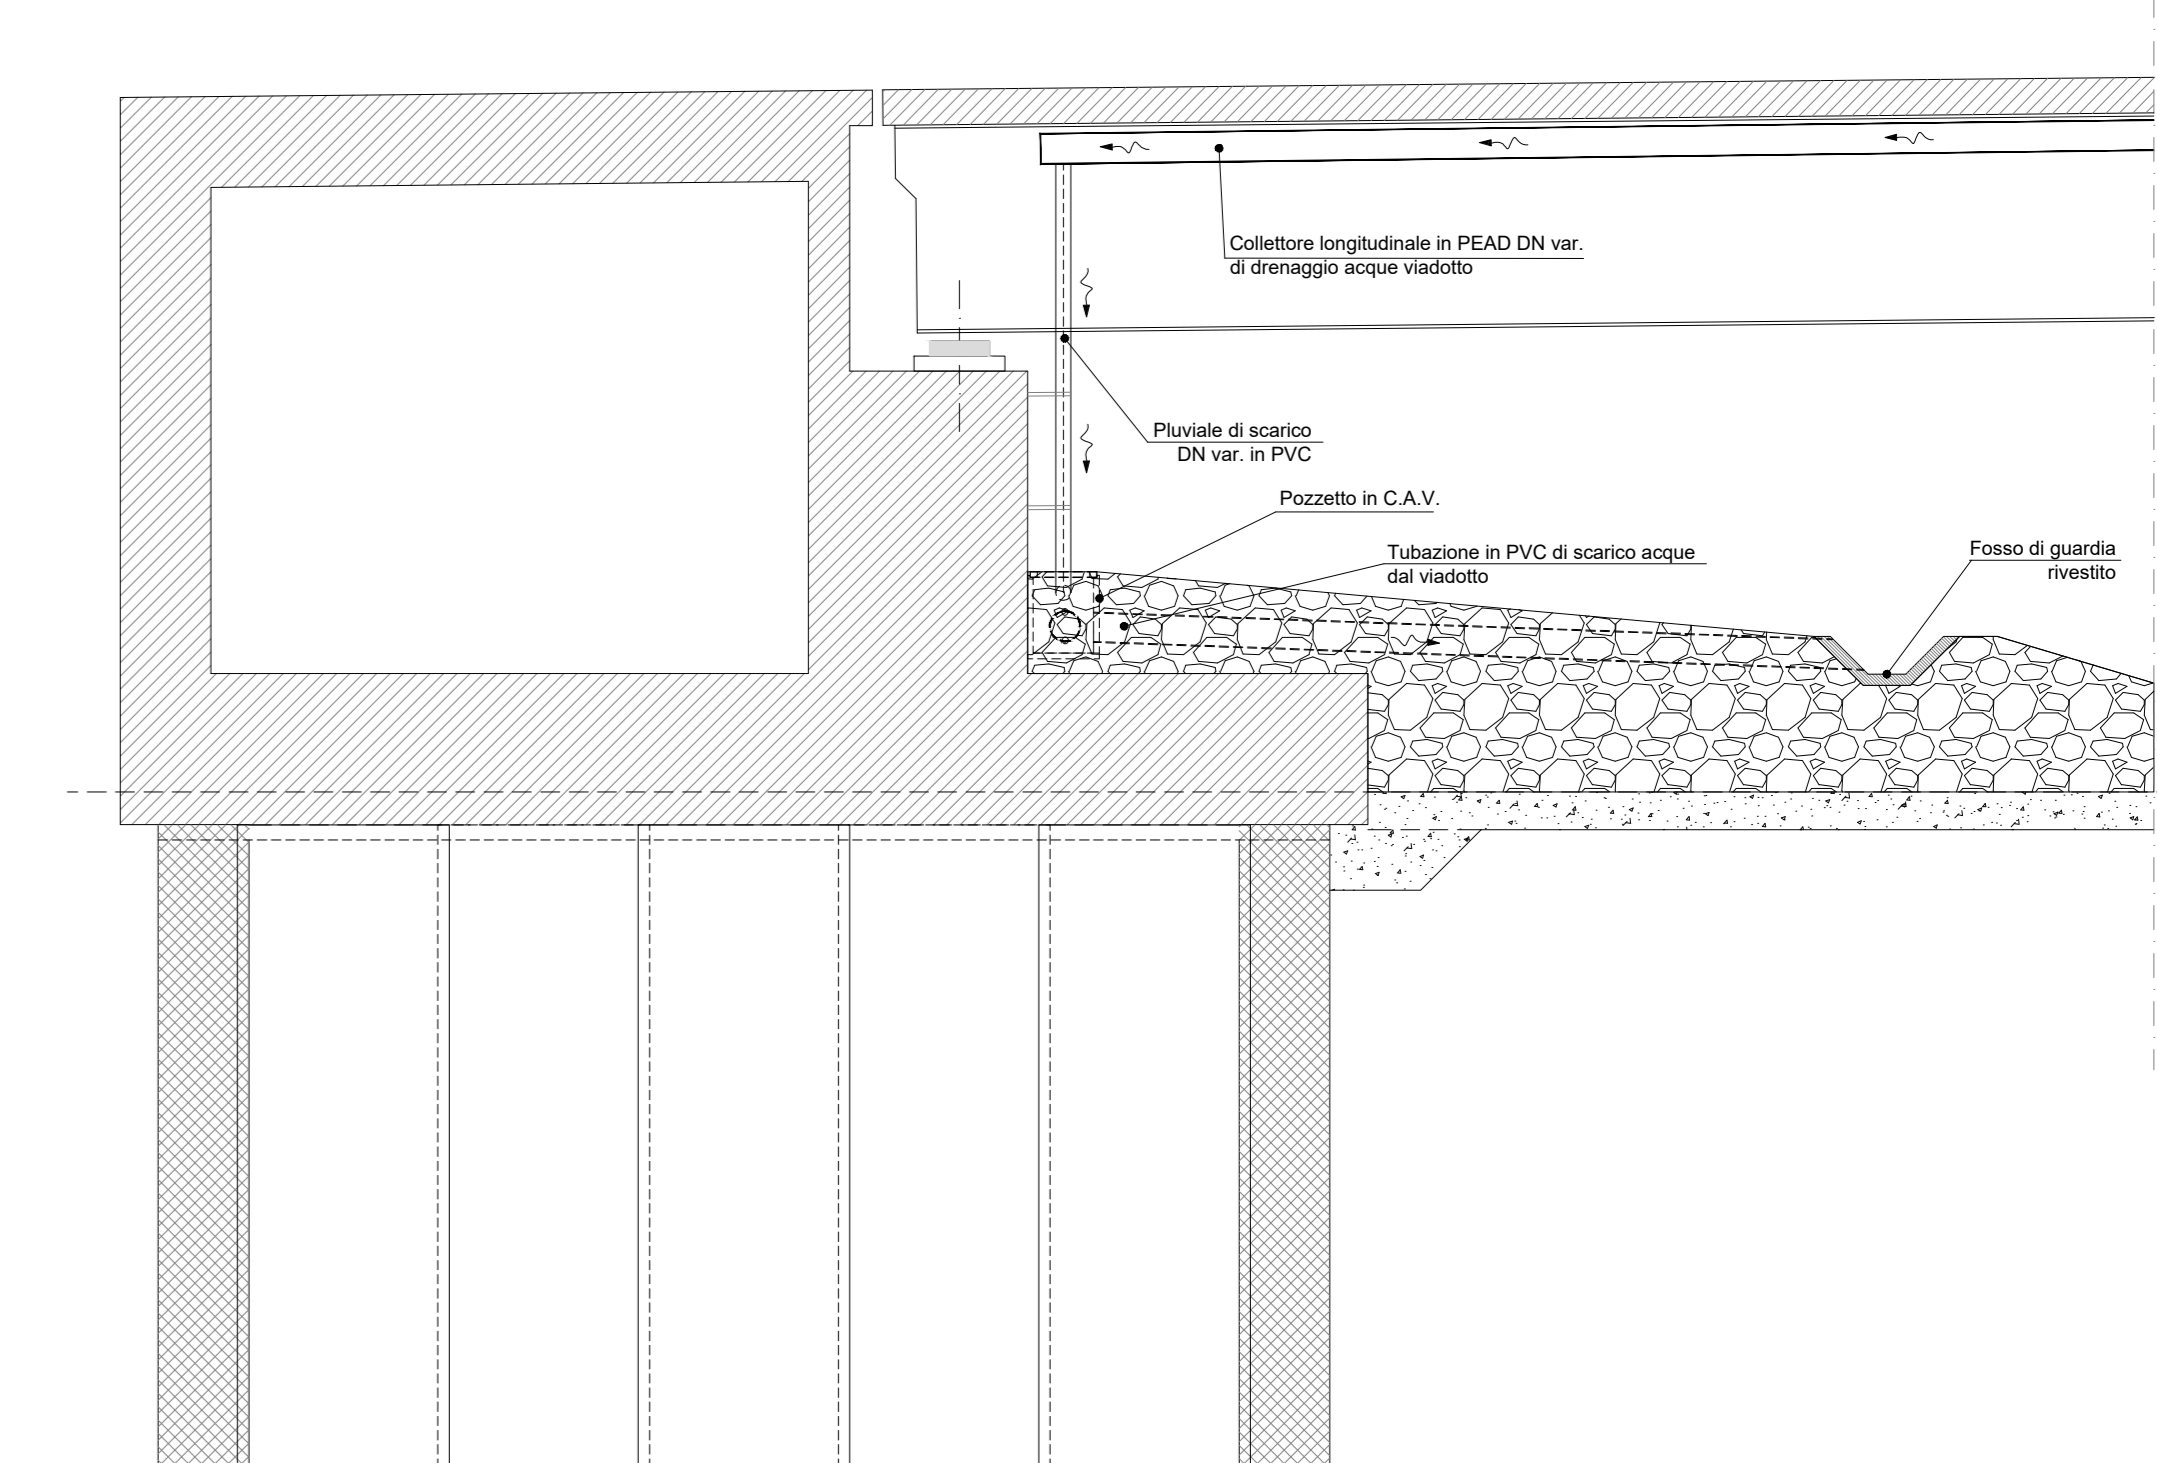 Collettore longitudinale in PEAD DN var.
di drenaggio acque viadotto
Pluviale di scarico
DN var. in PVC
Pozzetto in C.A.V.
Tubazione in PVC di scarico acque
dal viadotto
Fosso di guardia
rivestito